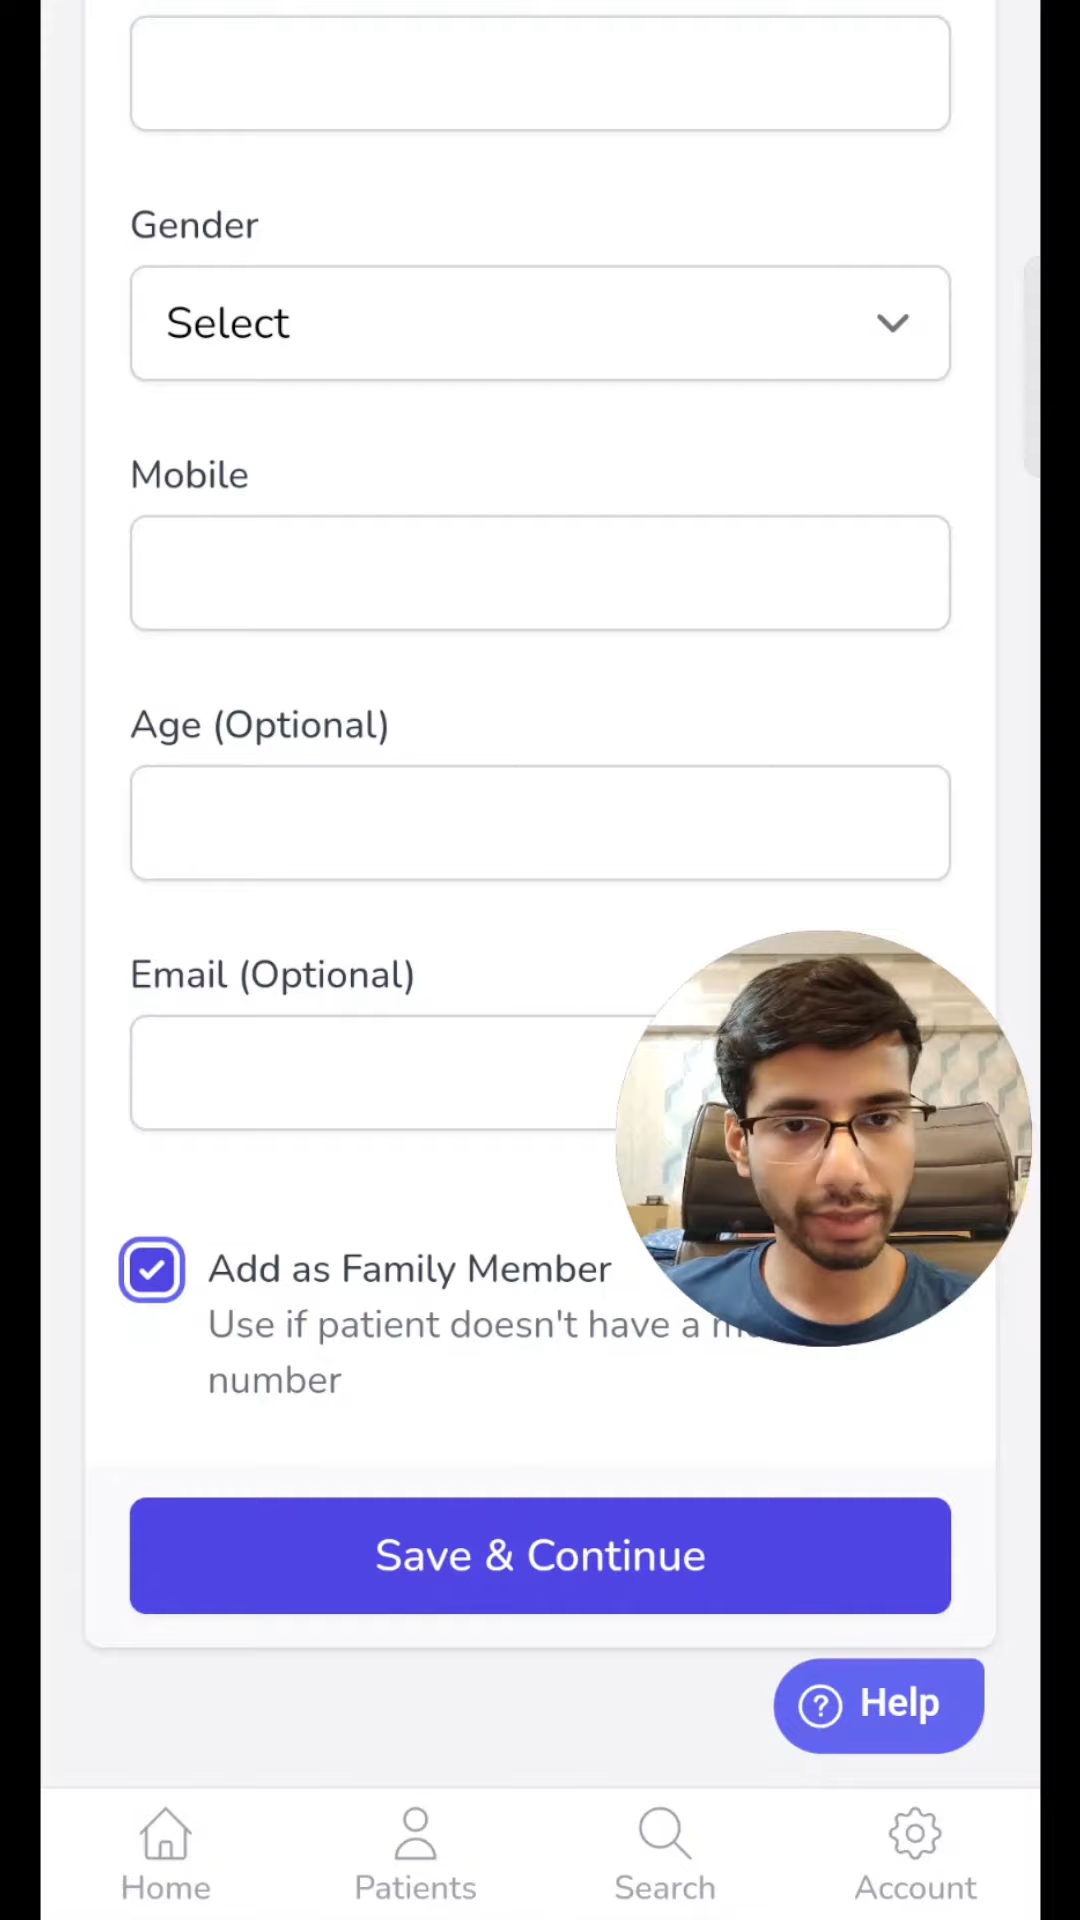 Gender
Select
Mobile
Age (Optional)
Email (Optional)
Add as Family Member
Use if patient doesn't have a
number
Save & Continue
Help
Home
Patients
Search
Account